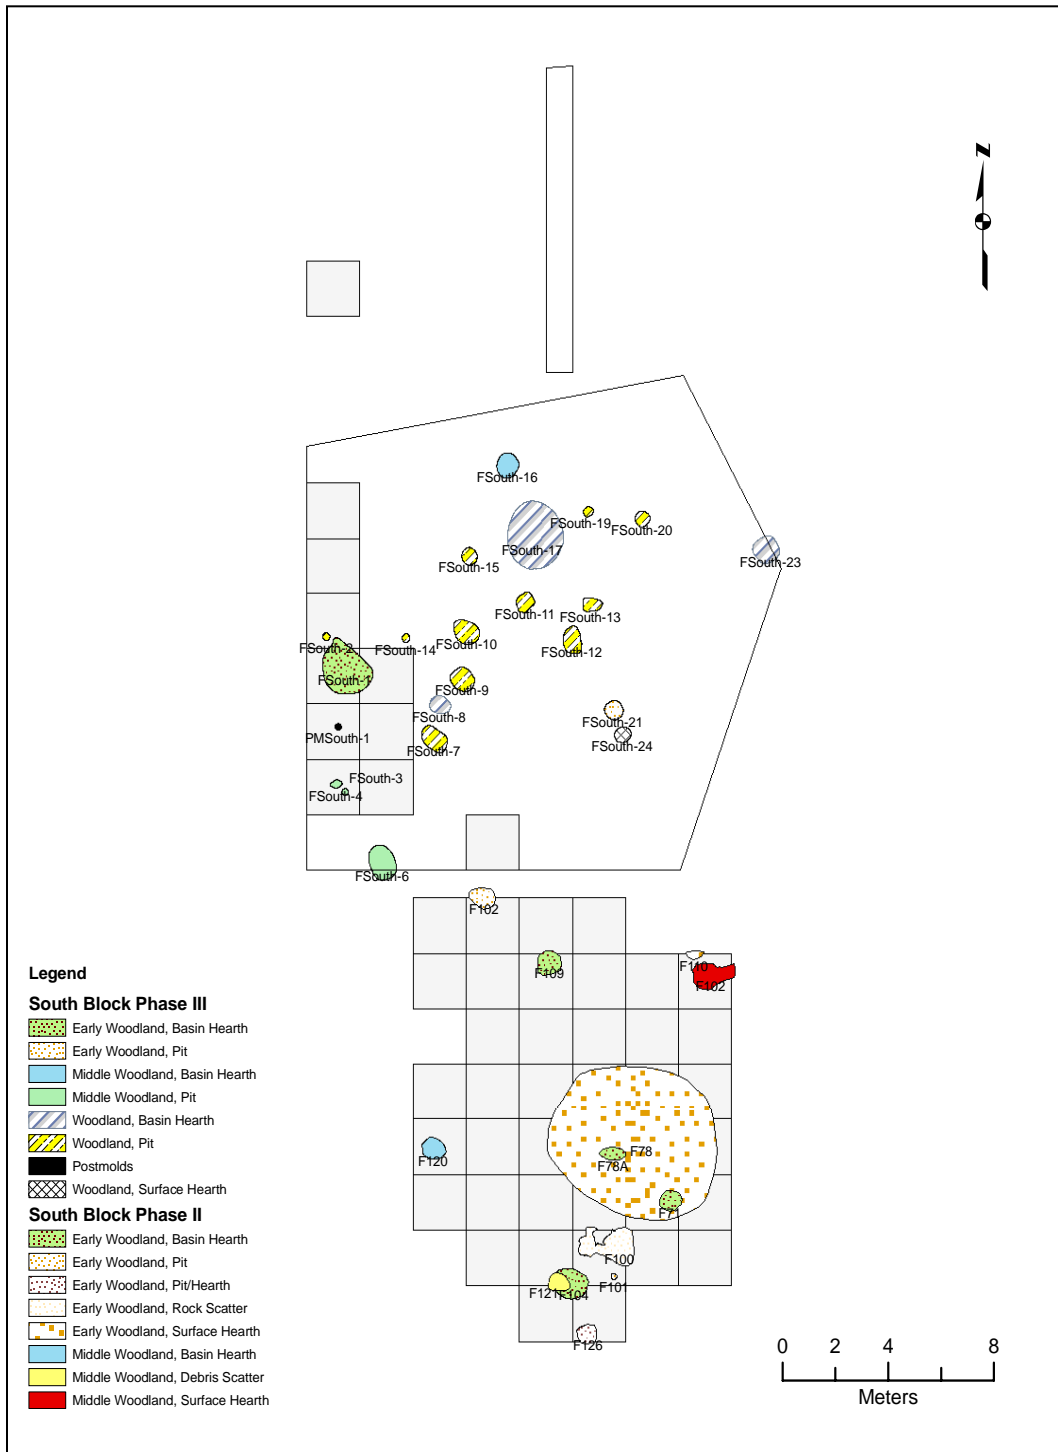 N
FSouth-16
FSouth-19
FSouth-20
FSouth-17
FSouth-23
FSouth-15
FSouth-11
FSouth-13
FSouth-2
FSouth-14
FSouth-10
FSouth-12
FSouth-1
FSouth-9
FSouth-8
FSouth-21
PMSouth-1
FSouth-7
FSouth-24
FSouth-3
FSouth-4
FSouth-6
F102
F109
F110
F102
F78
F78A
F120
F71
F100
F101
F121
F104
F126
Legend
South Block Phase III
Early Woodland, Basin Hearth
Early Woodland, Pit
Middle Woodland, Basin Hearth
Middle Woodland, Pit
Woodland, Basin Hearth
Woodland, Pit
Postmolds
Woodland, Surface Hearth
South Block Phase II
Early Woodland, Basin Hearth
Early Woodland, Pit
Early Woodland, Pit/Hearth
Early Woodland, Rock Scatter
Early Woodland, Surface Hearth
Middle Woodland, Basin Hearth
Middle Woodland, Debris Scatter
Middle Woodland, Surface Hearth
0 2 4 8
Meters